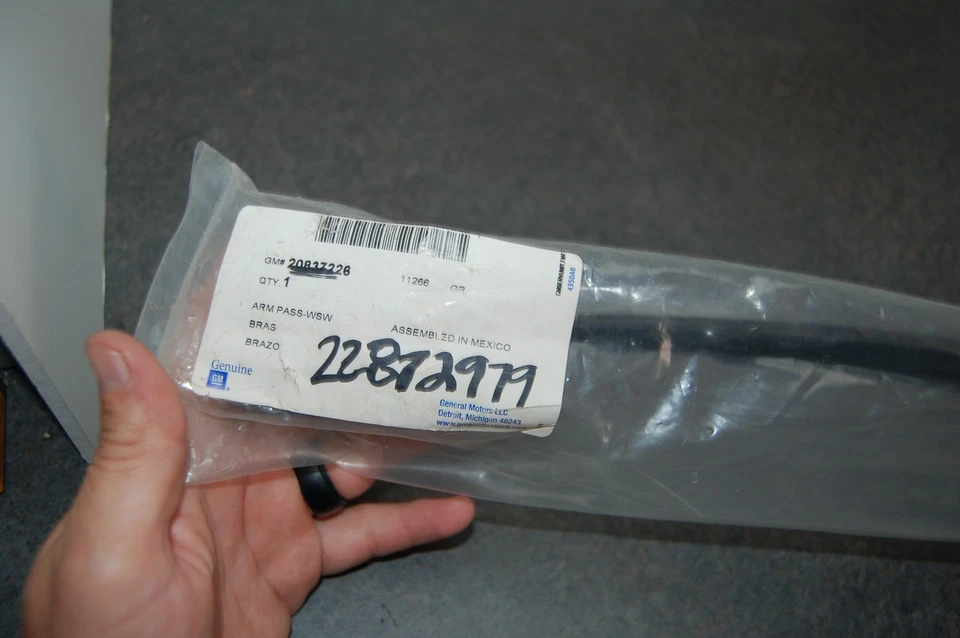 GM# 20837226
QTY. 1
11266
ARM PASS-WSW
BRAS
BRAZO
ASSEMBLED IN MEXICO
22872979
Genuine
GM
General Motors LLC
Detroit, Michigan 48243
4350A0